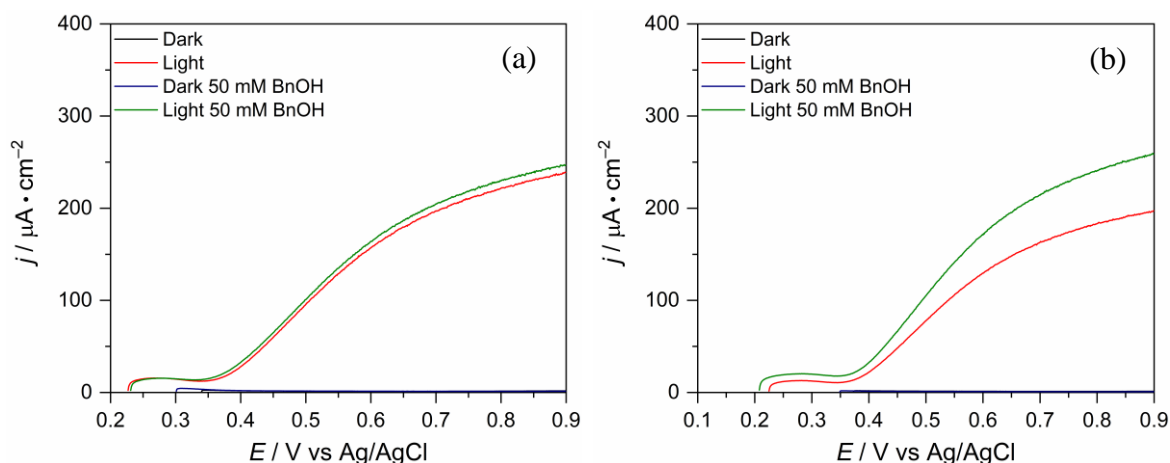 400
300
200
100
0
j / μA • cm⁻²
Dark
Light
Dark 50 mM BnOH
Light 50 mM BnOH
(a)
0.2 0.3 0.4 0.5 0.6 0.7 0.8 0.9
E / V vs Ag/AgCl
400
300
200
100
0
j / μA • cm⁻²
Dark
Light
Dark 50 mM BnOH
Light 50 mM BnOH
(b)
0.1 0.2 0.3 0.4 0.5 0.6 0.7 0.8 0.9
E / V vs Ag/AgCl